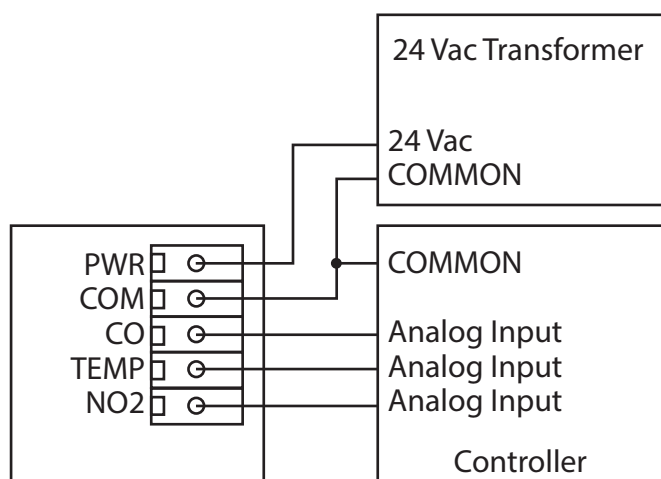 24 Vac Transformer
24 Vac
COMMON
PWR
COM
CO
TEMP
NO2
COMMON
Analog Input
Analog Input
Analog Input
Controller